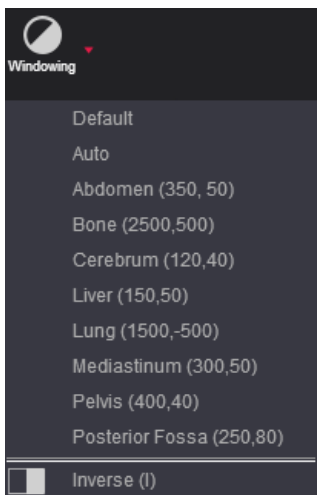 Windowing
Default
Auto
Abdomen (350, 50)
Bone (2500,500)
Cerebrum (120,40)
Liver (150,50)
Lung (1500,-500)
Mediastinum (300,50)
Pelvis (400,40)
Posterior Fossa (250,80)
Inverse (I)